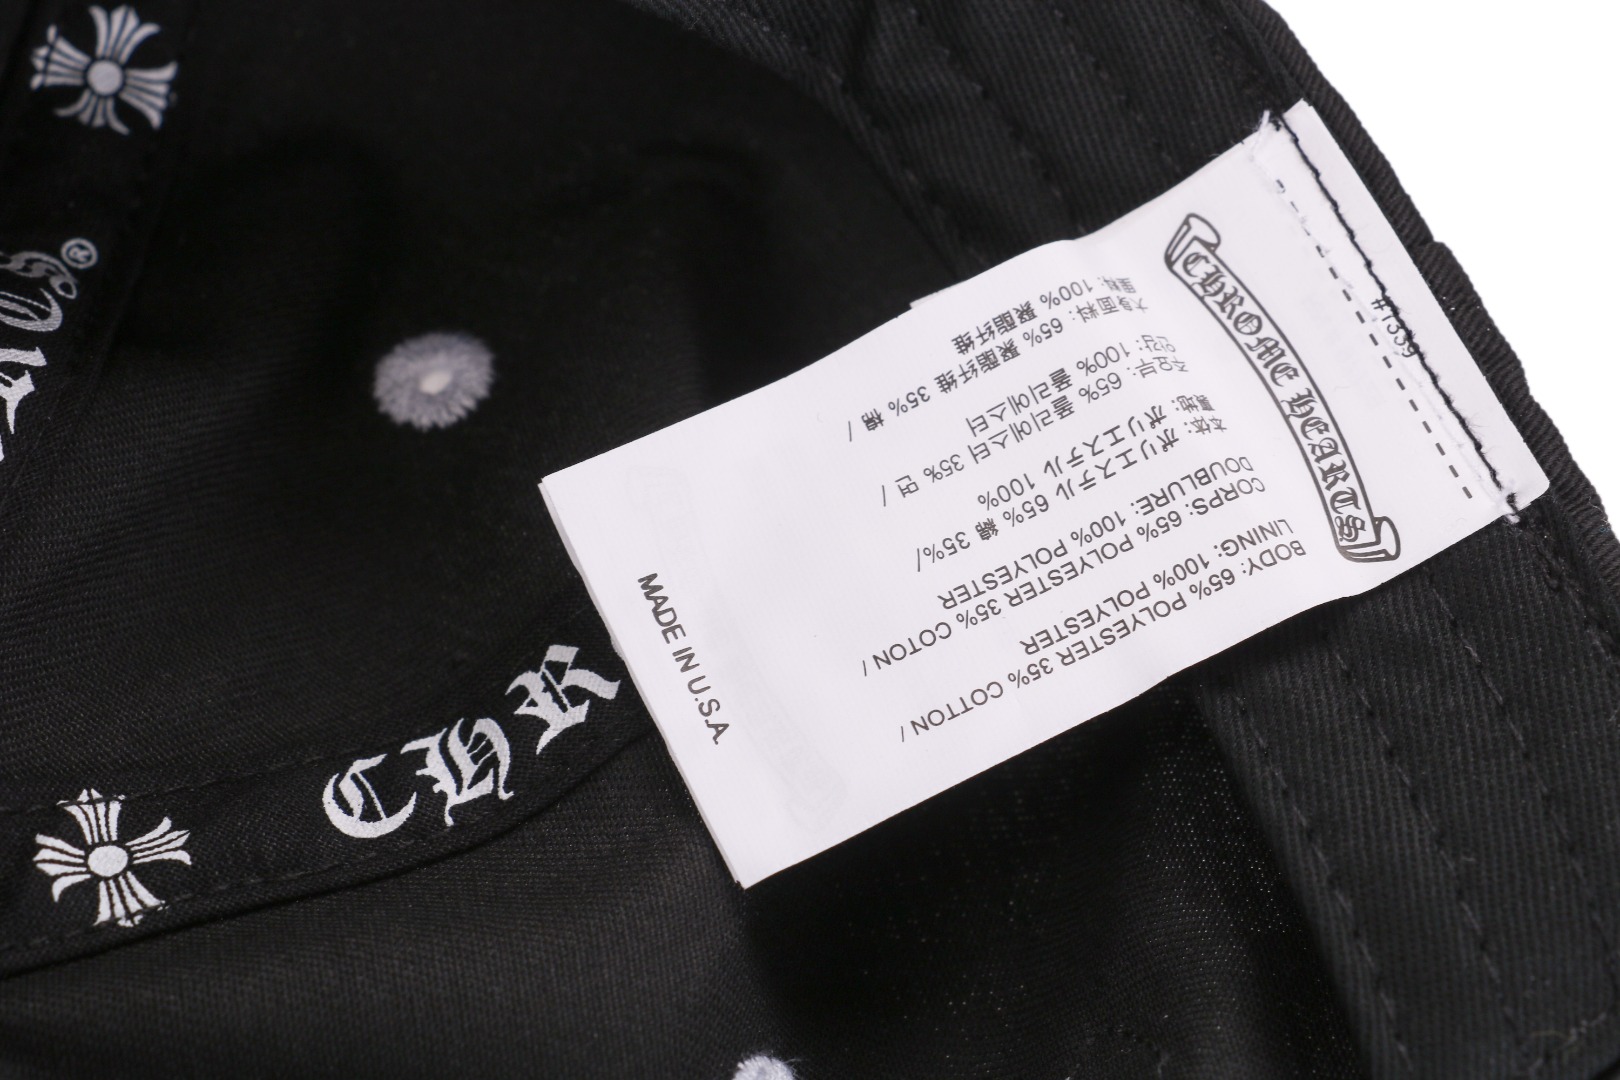 #1339
CHROME HEARTS
BODY: 65% POLYESTER 35% COTTON /
LINING: 100% POLYESTER
CORPS: 65% POLYESTER 35% COTON /
DOUBLURE: 100% POLYESTER
本体: ポリエステル 65% 綿 35%/
裏地: ポリエステル 100%
주요부: 65% 폴리에스터 35% 면 /
안감: 100% 폴리에스터
大身面料: 65% 聚酯纤维 35% 棉 /
里料: 100% 聚酯纤维
MADE IN U.S.A.
CHR
®